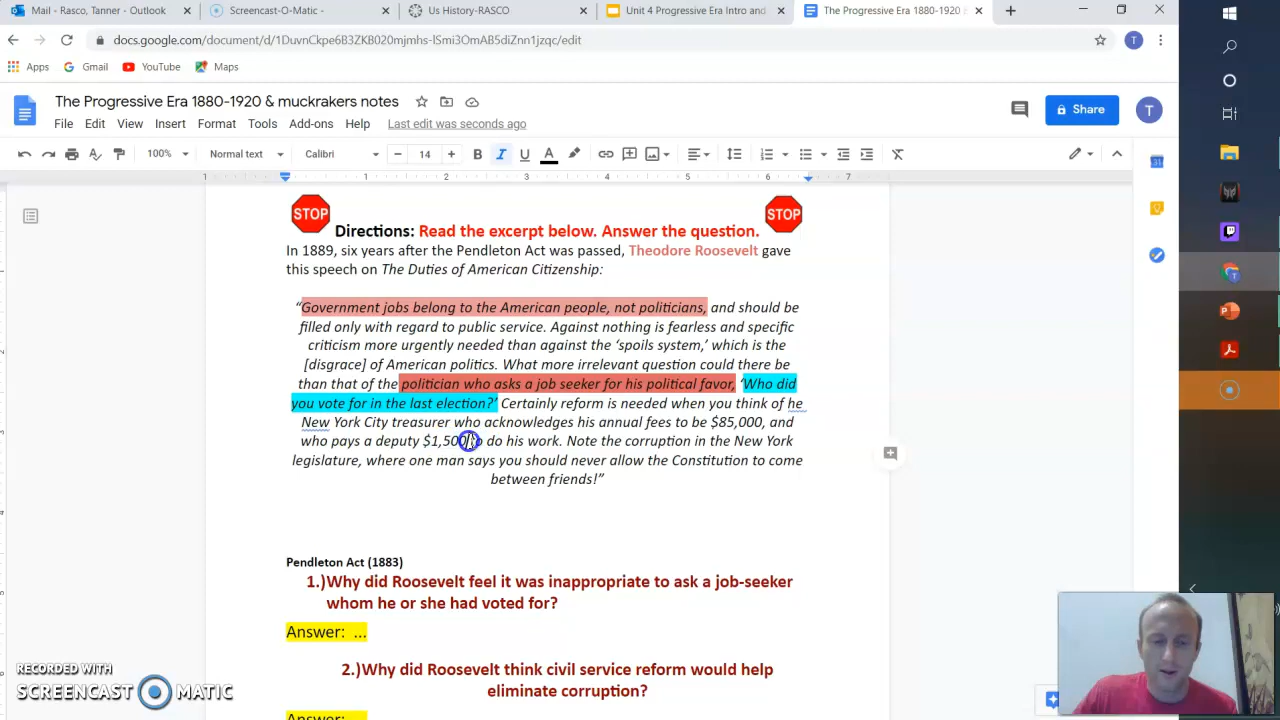 Mail - Rasco, Tanner - Outlook
Screencast-O-Matic -
Us History-RASCO
Unit 4 Progressive Era Intro and
The Progressive Era 1880-1920
docs.google.com/document/d/1DuvnCkpe6B3ZKB020mjmhs-lSmi3OmAB5diZnn1jzqc/edit
T
Apps
Gmail
YouTube
Maps
The Progressive Era 1880-1920 & muckrakers notes
Share
T
File Edit View Insert Format Tools Add-ons Help Last edit was seconds ago
100% Normal text Calibri 14 B I U A
1 1 2 3 4 5 6 7
STOP STOP
Directions: Read the excerpt below. Answer the question.
In 1889, six years after the Pendleton Act was passed, Theodore Roosevelt gave
this speech on The Duties of American Citizenship:
“Government jobs belong to the American people, not politicians, and should be
filled only with regard to public service. Against nothing is fearless and specific
criticism more urgently needed than against the ‘spoils system,’ which is the
[disgrace] of American politics. What more irrelevant question could there be
than that of the politician who asks a job seeker for his political favor, ‘Who did
you vote for in the last election?’ Certainly reform is needed when you think of he
New York City treasurer who acknowledges his annual fees to be $85,000, and
who pays a deputy $1,500 to do his work. Note the corruption in the New York
legislature, where one man says you should never allow the Constitution to come
between friends!”
Pendleton Act (1883)
1.)Why did Roosevelt feel it was inappropriate to ask a job-seeker
whom he or she had voted for?
Answer: ...
2.)Why did Roosevelt think civil service reform would help
eliminate corruption?
Answer: ...
RECORDED WITH
SCREENCAST MATIC